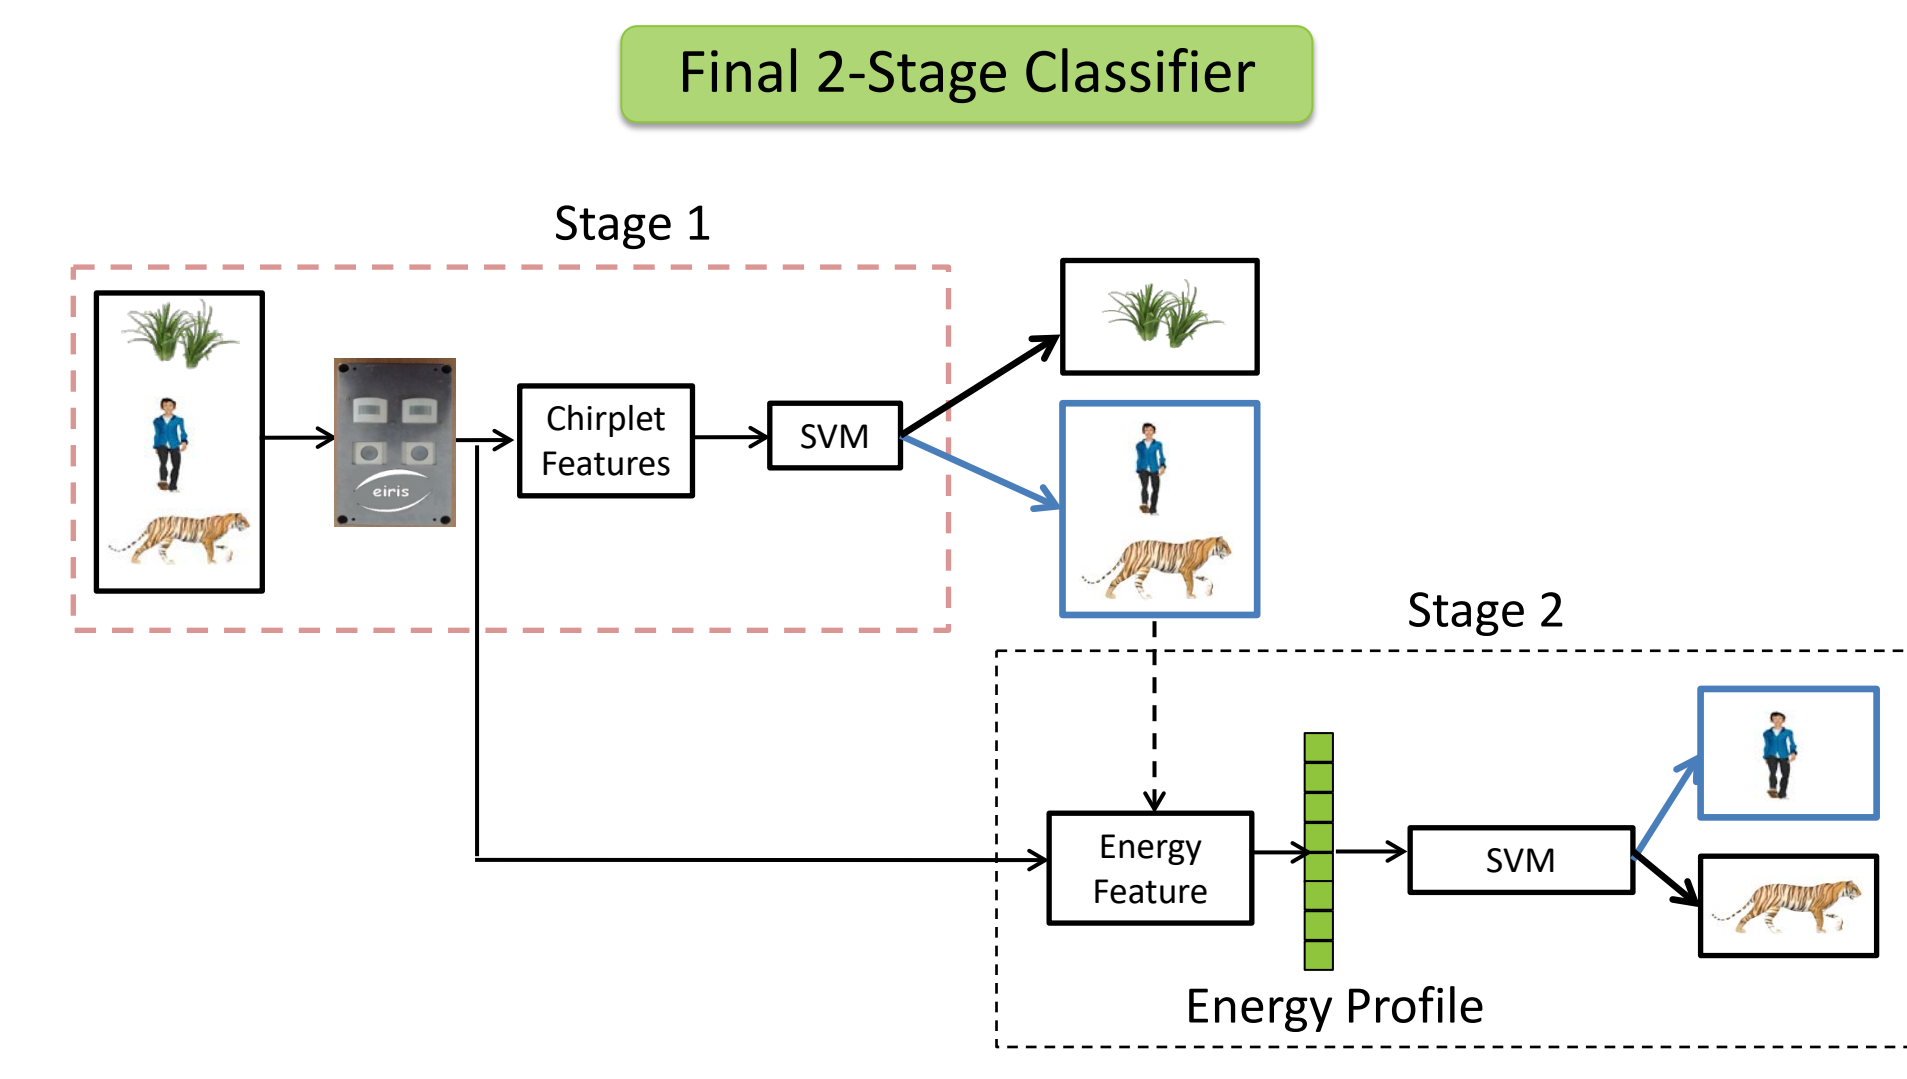 Final 2-Stage Classifier
Stage 1
Chirplet
Features
SVM
eiris
Stage 2
Energy
Feature
SVM
Energy Profile